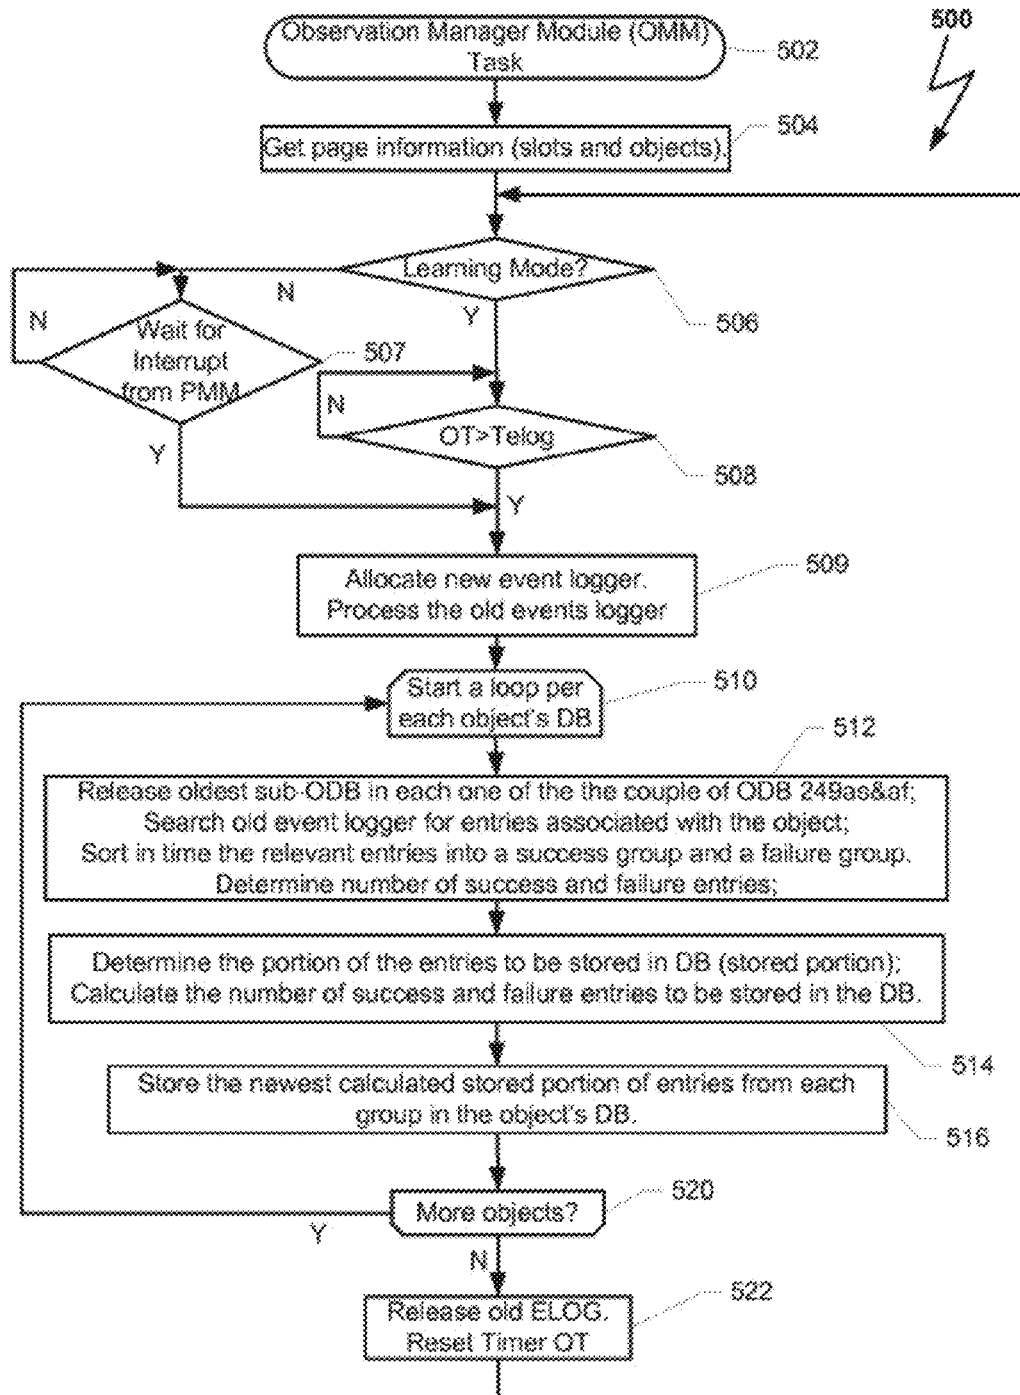 500
Observation Manager Module (OMM)
Task
502
504
Get page information (slots and objects).
Learning Mode?
N
Y
506
N
Wait for
Interrupt
from PMM
507
Y
N
OT>Telog
508
Y
509
Allocate new event logger.
Process the old events logger
Start a loop per
each object's DB
510
512
Release oldest sub-ODB in each one of the the couple of ODB 249as&af;
Search old event logger for entries associated with the object;
Sort in time the relevant entries into a success group and a failure group.
Determine number of success and failure entries;
Determine the portion of the entries to be stored in DB (stored portion);
Calculate the number of success and failure entries to be stored in the DB.
514
Store the newest calculated stored portion of entries from each
group in the object's DB.
516
More objects?
520
Y
N
522
Release old ELOG.
Reset Timer OT